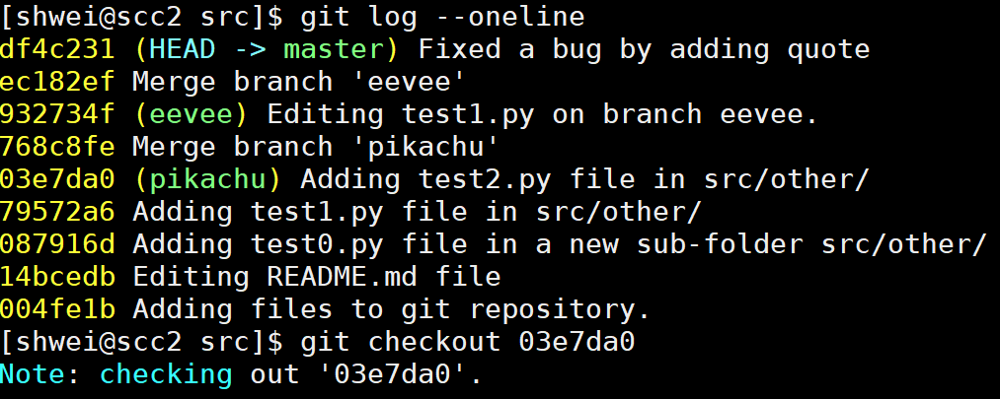 [shwei@scc2 src]$ git log --oneline
df4c231 (HEAD -> master) Fixed a bug by adding quote
ec182ef Merge branch 'eevee'
932734f (eevee) Editing test1.py on branch eevee.
768c8fe Merge branch 'pikachu'
03e7da0 (pikachu) Adding test2.py file in src/other/
79572a6 Adding test1.py file in src/other/
087916d Adding test0.py file in a new sub-folder src/other/
14bcedb Editing README.md file
004fe1b Adding files to git repository.
[shwei@scc2 src]$ git checkout 03e7da0
Note: checking out '03e7da0'.